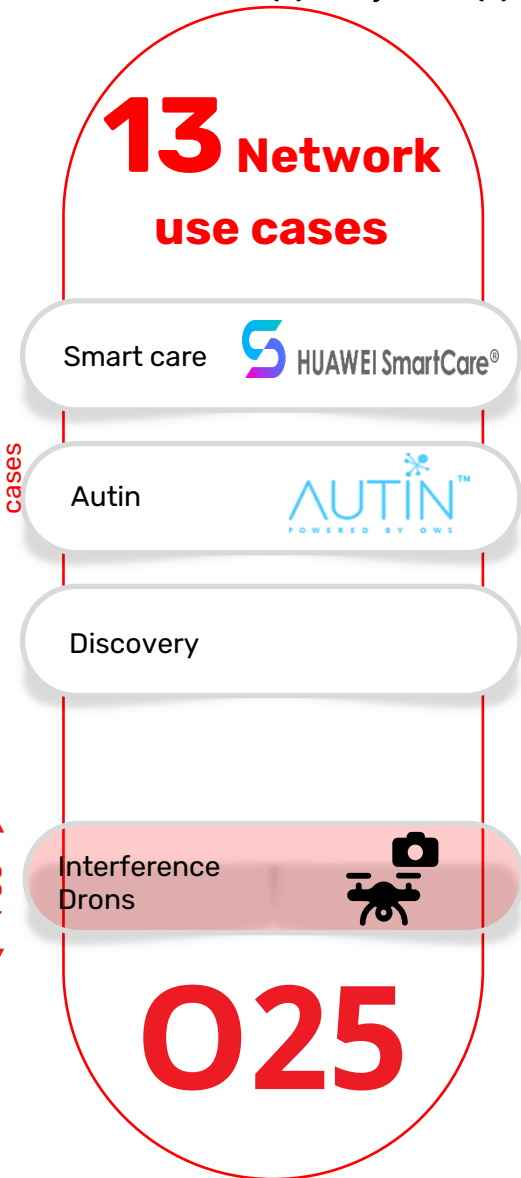 13 Network
use cases
Smart care
HUAWEI SmartCare®
cases
Autin
AUTIN™
POWERED BY OWS
Discovery
Interference
Drons
O25